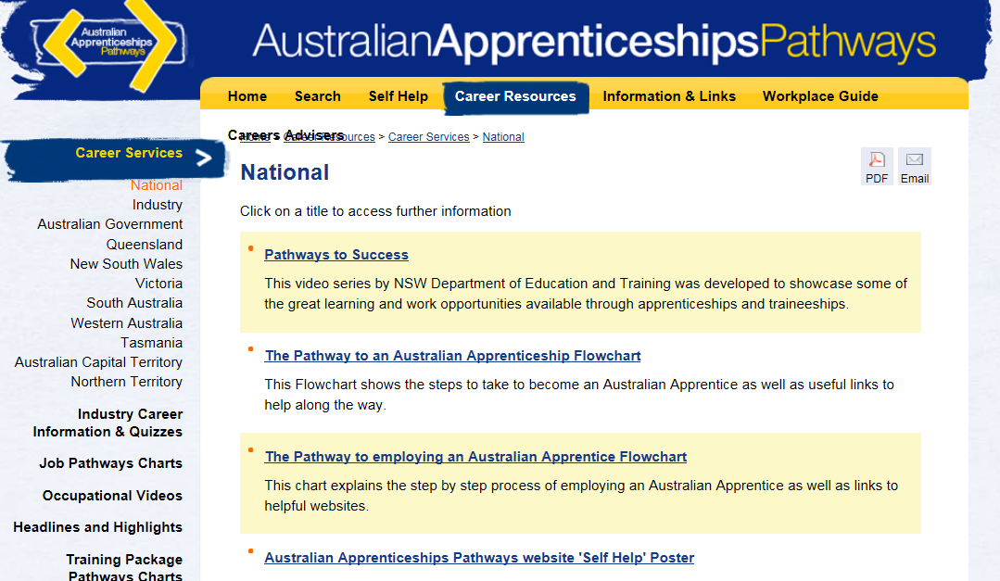 Australian
Apprenticeships
Pathways
AustralianApprenticeshipsPathways
Home Search Self Help Career Resources Information & Links Workplace Guide
Careers Advisers
Home > Career Resources > Career Services > National
Career Services
National
Industry
Australian Government
Queensland
New South Wales
Victoria
South Australia
Western Australia
Tasmania
Australian Capital Territory
Northern Territory
Industry Career
Information & Quizzes
Job Pathways Charts
Occupational Videos
Headlines and Highlights
Training Package
Pathways Charts
National
PDF Email
Click on a title to access further information
Pathways to Success
This video series by NSW Department of Education and Training was developed to showcase some of
the great learning and work opportunities available through apprenticeships and traineeships.
The Pathway to an Australian Apprenticeship Flowchart
This Flowchart shows the steps to take to become an Australian Apprentice as well as useful links to
help along the way.
The Pathway to employing an Australian Apprentice Flowchart
This chart explains the step by step process of employing an Australian Apprentice as well as links to
helpful websites.
Australian Apprenticeships Pathways website 'Self Help' Poster